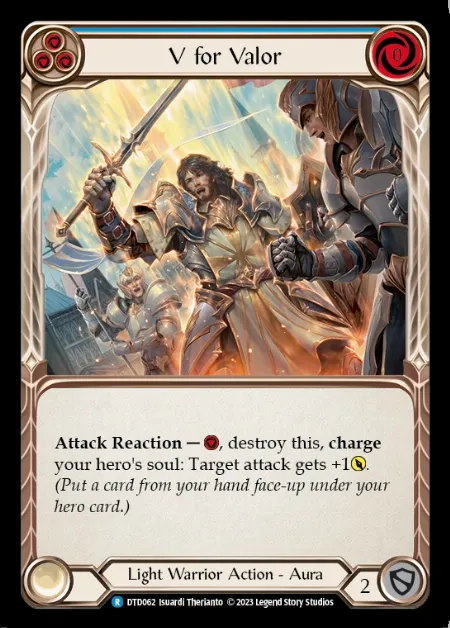 V for Valor
0
Attack Reaction — , destroy this, charge
your hero's soul: Target attack gets +1.
(Put a card from your hand face-up under your
hero card.)
Light Warrior Action - Aura
2
R DTD062 Isuardi Therianto © 2023 Legend Story Studios